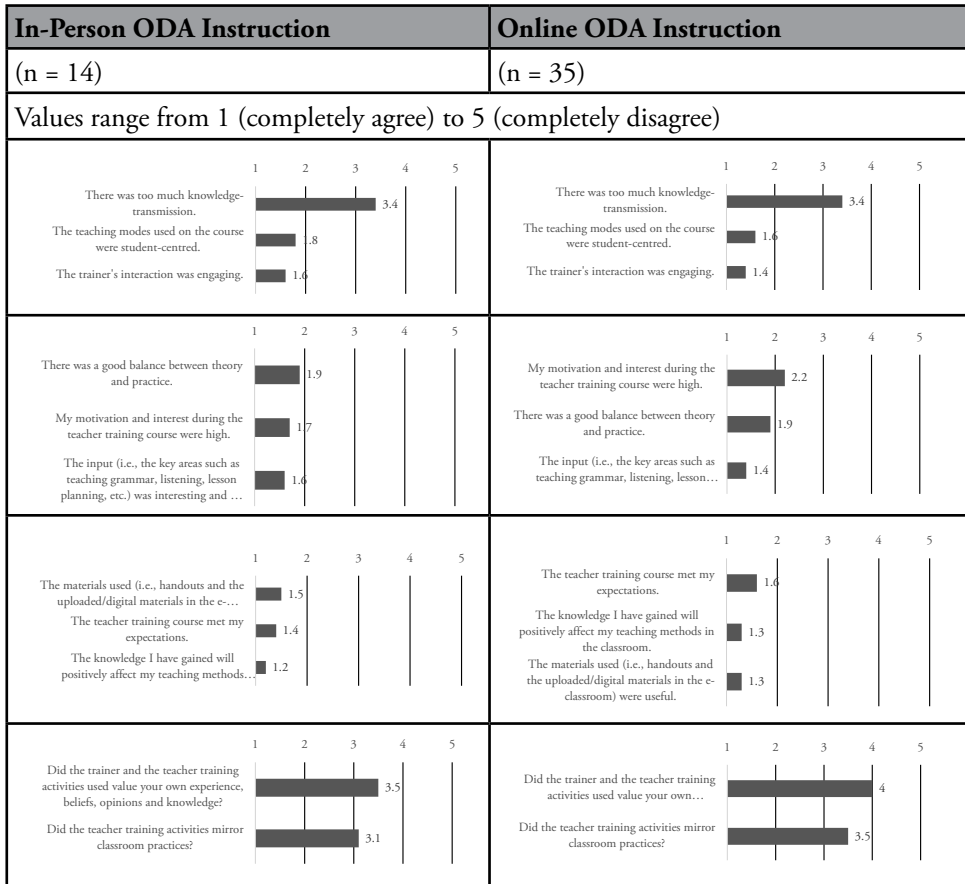 In-Person ODA Instruction
Online ODA Instruction
(n = 14)
(n = 35)
Values range from 1 (completely agree) to 5 (completely disagree)
1 2 3 4 5
There was too much knowledge-
transmission.
3.4
The teaching modes used on the course
were student-centred.
1.8
The trainer's interaction was engaging.
1.6
1 2 3 4 5
There was too much knowledge-
transmission.
3.4
The teaching modes used on the course
were student-centred.
1.6
The trainer's interaction was engaging.
1.4
1 2 3 4 5
There was a good balance between theory
and practice.
1.9
My motivation and interest during the
teacher training course were high.
1.7
The input (i.e., the key areas such as
teaching grammar, listening, lesson
planning, etc.) was interesting and …
1.6
1 2 3 4 5
My motivation and interest during the
teacher training course were high.
2.2
There was a good balance between theory
and practice.
1.9
The input (i.e., the key areas such as
teaching grammar, listening, lesson…
1.4
1 2 3 4 5
The materials used (i.e., handouts and the
uploaded/digital materials in the e-…
1.5
The teacher training course met my
expectations.
1.4
The knowledge I have gained will
positively affect my teaching methods…
1.2
1 2 3 4 5
The teacher training course met my
expectations.
1.6
The knowledge I have gained will
positively affect my teaching methods in
the classroom.
1.3
The materials used (i.e., handouts and
the uploaded/digital materials in the e-
classroom) were useful.
1.3
1 2 3 4 5
Did the trainer and the teacher training
activities used value your own experience,
beliefs, opinions and knowledge?
3.5
Did the teacher training activities mirror
classroom practices?
3.1
1 2 3 4 5
Did the trainer and the teacher training
activities used value your own…
4
Did the teacher training activities mirror
classroom practices?
3.5